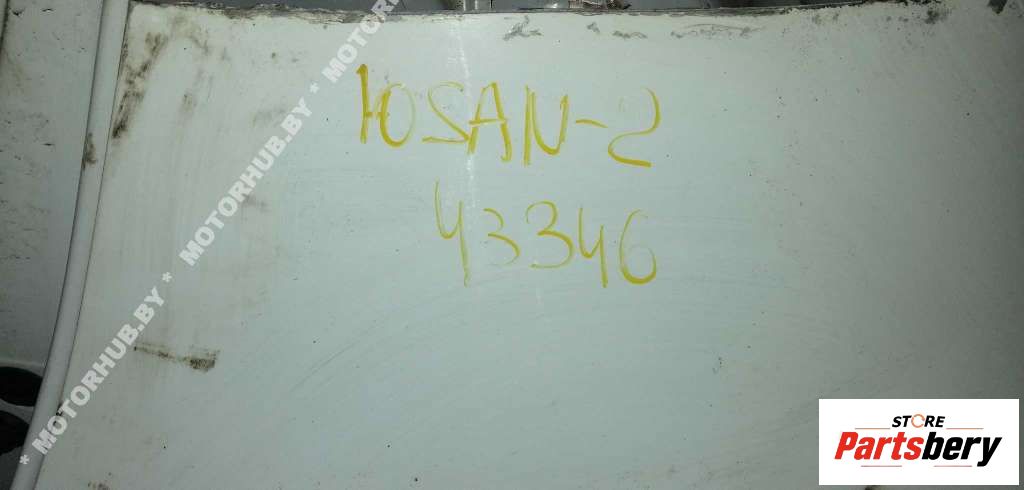 ЮSAN-2
43346
* MOTORHUB.BY * MOTORHUB.BY * MOTORHUB.BY
STORE
Partsbery